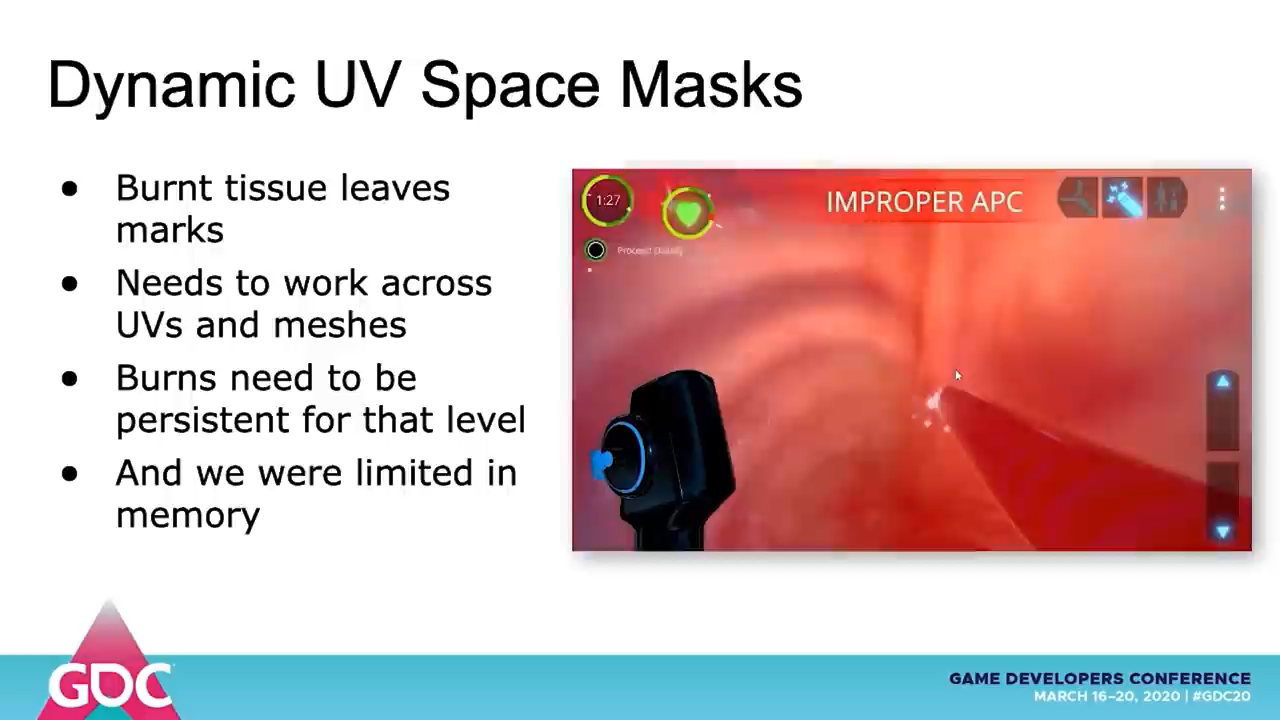 Dynamic UV Space Masks
● Burnt tissue leaves
marks
● Needs to work across
UVs and meshes
● Burns need to be
persistent for that level
● And we were limited in
memory
1:27
IMPROPER APC
GDC
GAME DEVELOPERS CONFERENCE
MARCH 16–20, 2020 | #GDC20